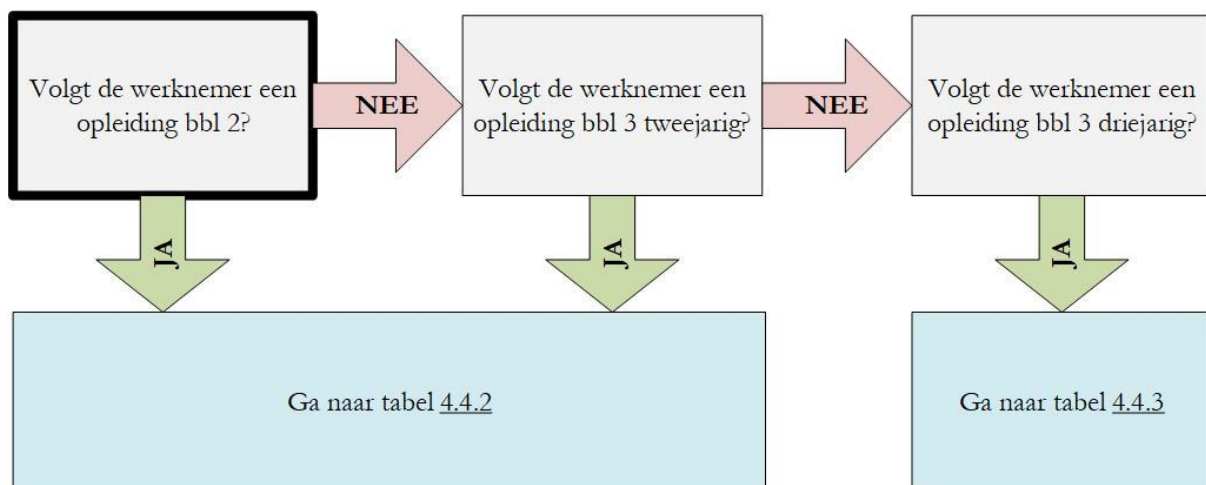 Volgt de werknemer een
opleiding bbl 2?
NEE
Volgt de werknemer een
opleiding bbl 3 tweejarig?
NEE
Volgt de werknemer een
opleiding bbl 3 driejarig?
JA
JA
JA
Ga naar tabel 4.4.2
Ga naar tabel 4.4.3